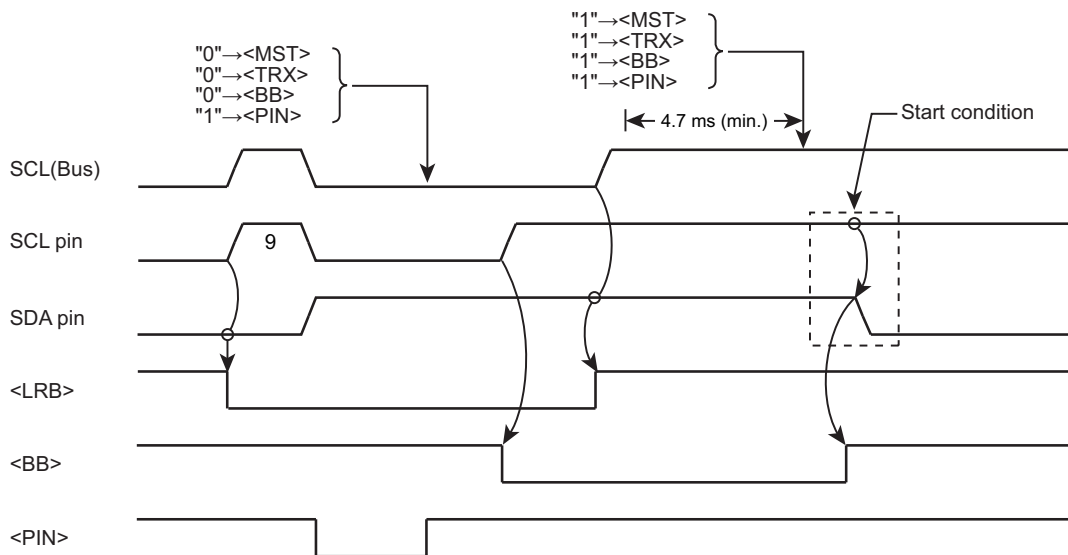 "0"→<MST>
"0"→<TRX>
"0"→<BB>
"1"→<PIN>
"1"→<MST>
"1"→<TRX>
"1"→<BB>
"1"→<PIN>
4.7 ms (min.)
Start condition
SCL(Bus)
SCL pin
9
SDA pin
<LRB>
<BB>
<PIN>